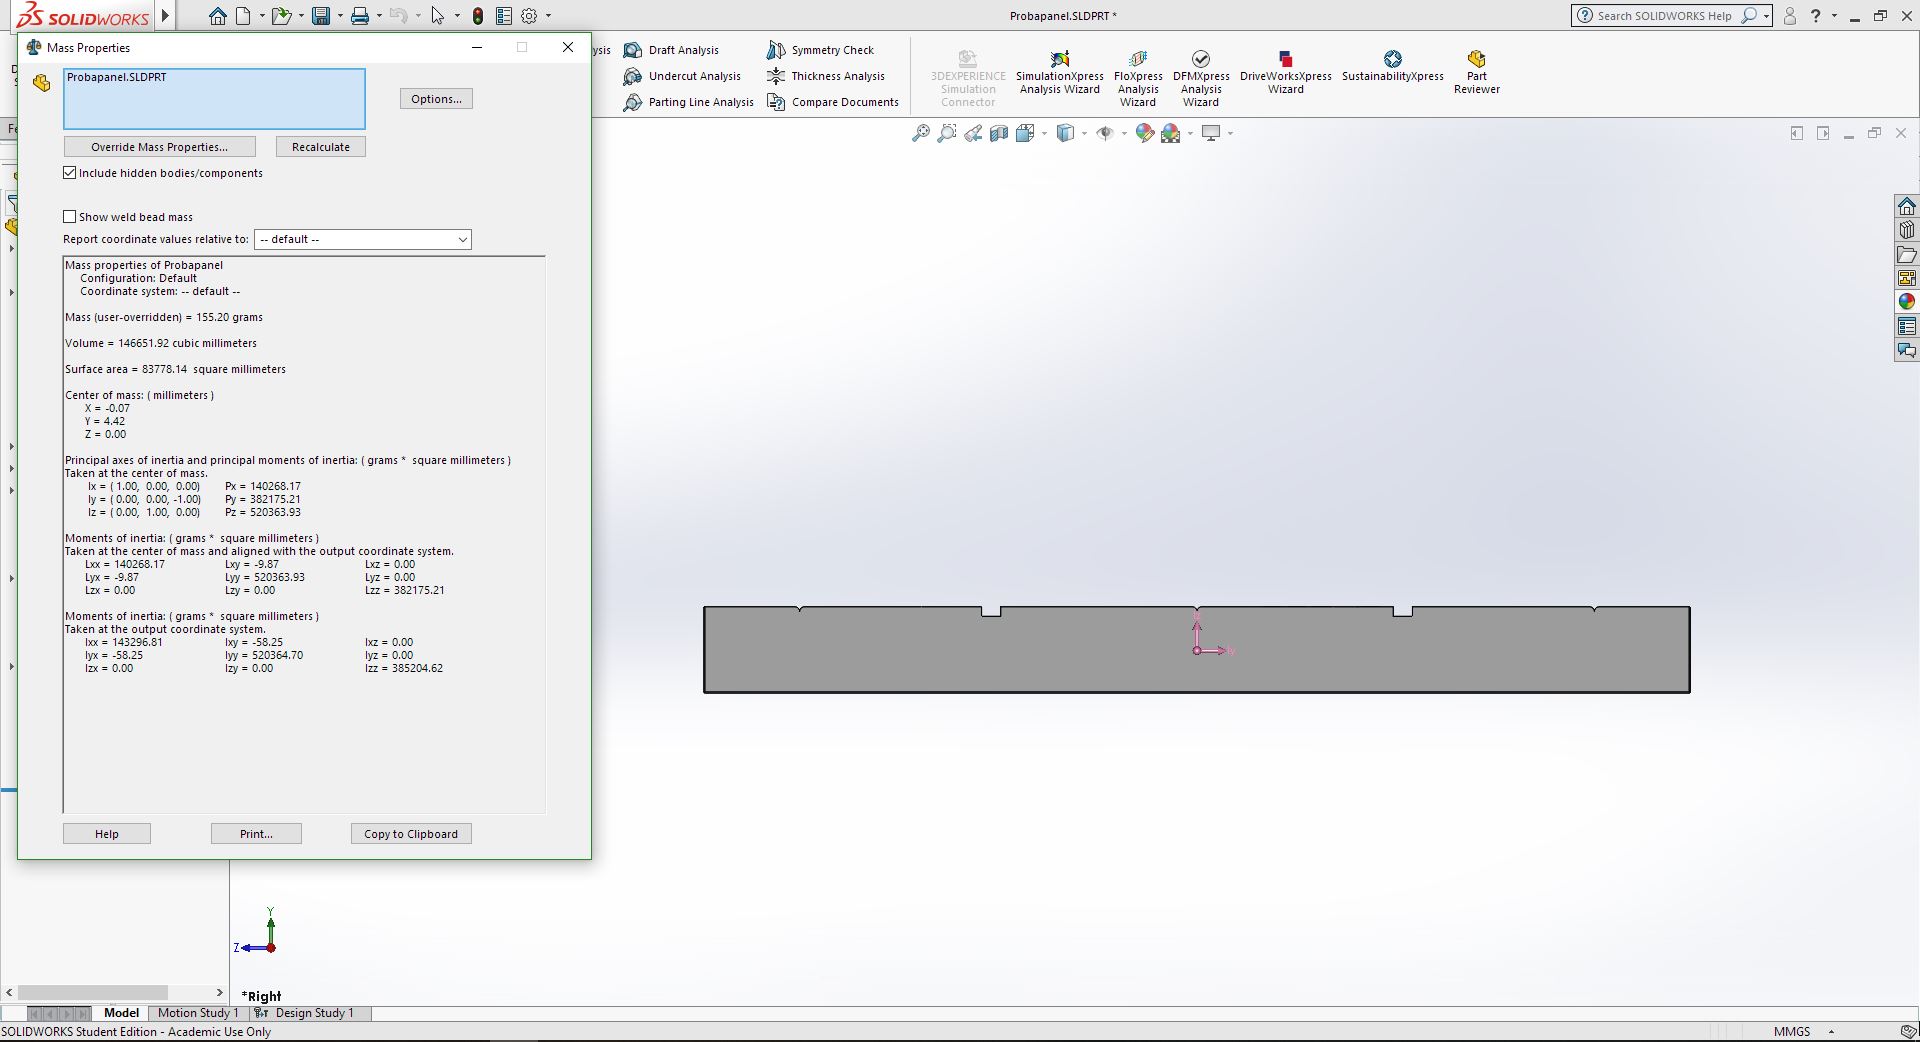 SOLIDWORKS
Probapanel.SLDPRT *
Search SOLIDWORKS Help
Mass Properties
Probapanel.SLDPRT
Options...
Override Mass Properties...
Recalculate
Include hidden bodies/components
Show weld bead mass
Report coordinate values relative to: -- default --
Mass properties of Probapanel
Configuration: Default
Coordinate system: -- default --
Mass (user-overridden) = 155.20 grams
Volume = 146651.92 cubic millimeters
Surface area = 83778.14 square millimeters
Center of mass: ( millimeters )
X = -0.07
Y = 4.42
Z = 0.00
Principal axes of inertia and principal moments of inertia: ( grams * square millimeters )
Taken at the center of mass.
Ix = ( 1.00, 0.00, 0.00) Px = 140268.17
Iy = ( 0.00, 0.00, -1.00) Py = 382175.21
Iz = ( 0.00, 1.00, 0.00) Pz = 520363.93
Moments of inertia: ( grams * square millimeters )
Taken at the center of mass and aligned with the output coordinate system.
Lxx = 140268.17 Lxy = -9.87 Lxz = 0.00
Lyx = -9.87 Lyy = 520363.93 Lyz = 0.00
Lzx = 0.00 Lzy = 0.00 Lzz = 382175.21
Moments of inertia: ( grams * square millimeters )
Taken at the output coordinate system.
Ixx = 143296.81 Ixy = -58.25 Ixz = 0.00
Iyx = -58.25 Iyy = 520364.70 Iyz = 0.00
Izx = 0.00 Izy = 0.00 Izz = 385204.62
Help
Print...
Copy to Clipboard
ysis
Draft Analysis
Symmetry Check
Undercut Analysis
Thickness Analysis
Parting Line Analysis
Compare Documents
3DEXPERIENCE
Simulation
Connector
SimulationXpress
Analysis Wizard
FloXpress
Analysis
Wizard
DFMXpress
Analysis
Wizard
DriveWorksXpress
Wizard
SustainabilityXpress
Part
Reviewer
Y
Z
*Right
Model
Motion Study 1
Design Study 1
SOLIDWORKS Student Edition - Academic Use Only
MMGS